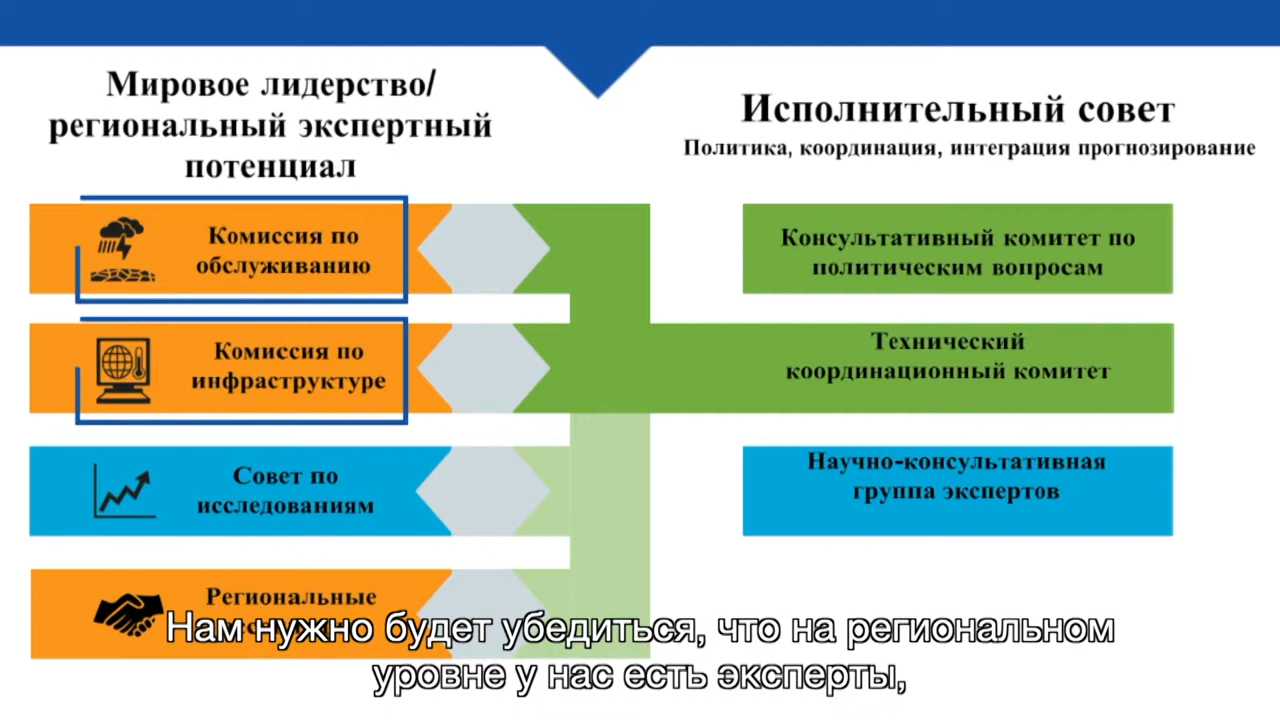 Мировое лидерство/
региональный экспертный
потенциал
Исполнительный совет
Политика, координация, интеграция прогнозирование
Комиссия по
обслуживанию
Консультативный комитет по
политическим вопросам
Комиссия по
инфраструктуре
Технический
координационный комитет
Совет по
исследованиям
Научно-консультативная
группа экспертов
Региональные
Нам нужно будет убедиться, что на региональном
уровне у нас есть эксперты,